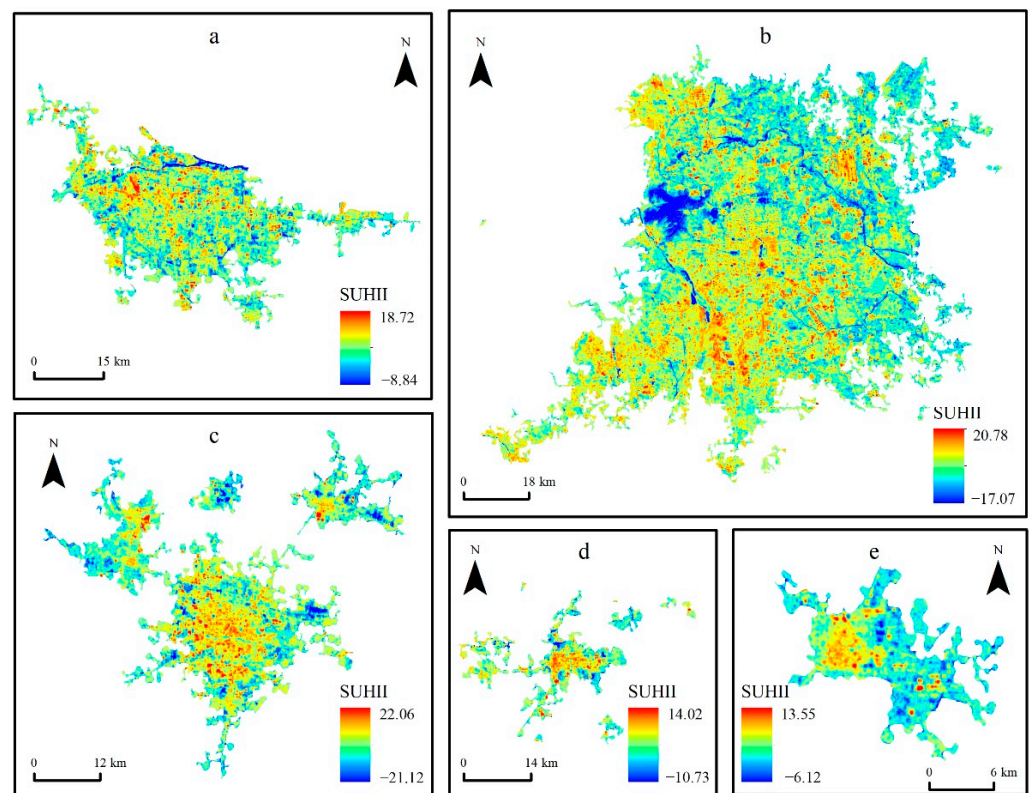 a
N
SUHII
18.72
−8.84
0 15 km
b
N
SUHII
20.78
−17.07
0 18 km
c
N
SUHII
22.06
−21.12
0 12 km
d
N
SUHII
14.02
−10.73
0 14 km
e
N
SUHII
13.55
−6.12
0 6 km